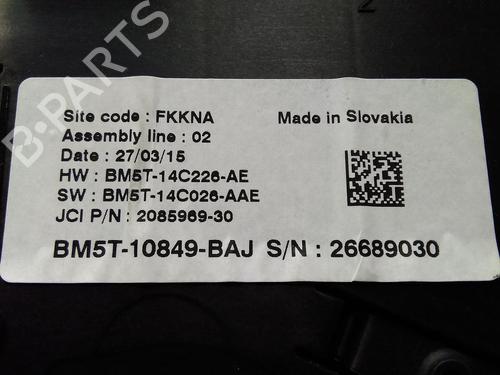 2
B-PARTS
Site code : FKKNA
Made in Slovakia
Assembly line : 02
Date : 27/03/15
HW : BM5T-14C226-AE
SW : BM5T-14C026-AAE
JCI P/N : 2085969-30
BM5T-10849-BAJ S/N : 26689030